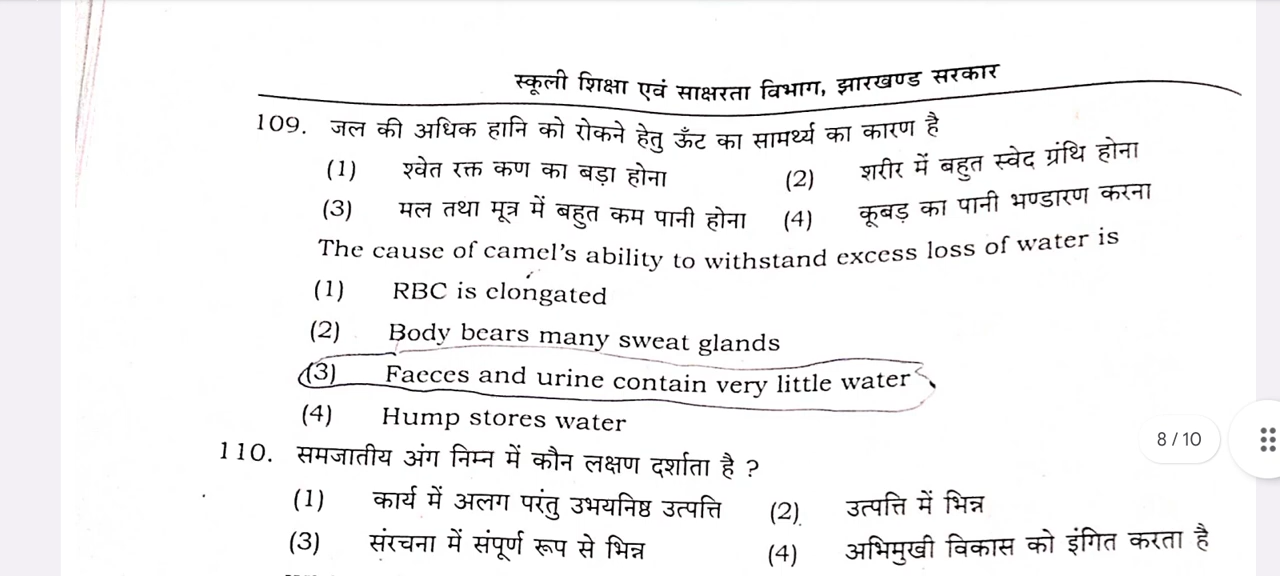 स्कूली शिक्षा एवं साक्षरता विभाग, झारखण्ड सरकार
109. जल की अधिक हानि को रोकने हेतु ऊँट का सामर्थ्य का कारण है
(1) श्वेत रक्त कण का बड़ा होना (2) शरीर में बहुत स्वेद ग्रंथि होना
(3) मल तथा मूत्र में बहुत कम पानी होना (4) कूबड़ का पानी भण्डारण करना
The cause of camel's ability to withstand excess loss of water is
(1) RBC is elongated
(2) Body bears many sweat glands
(3) Faeces and urine contain very little water
(4) Hump stores water
8 / 10
110. समजातीय अंग निम्न में कौन लक्षण दर्शाता है ?
(1) कार्य में अलग परंतु उभयनिष्ठ उत्पत्ति (2) उत्पत्ति में भिन्न
(3) संरचना में संपूर्ण रूप से भिन्न (4) अभिमुखी विकास को इंगित करता है